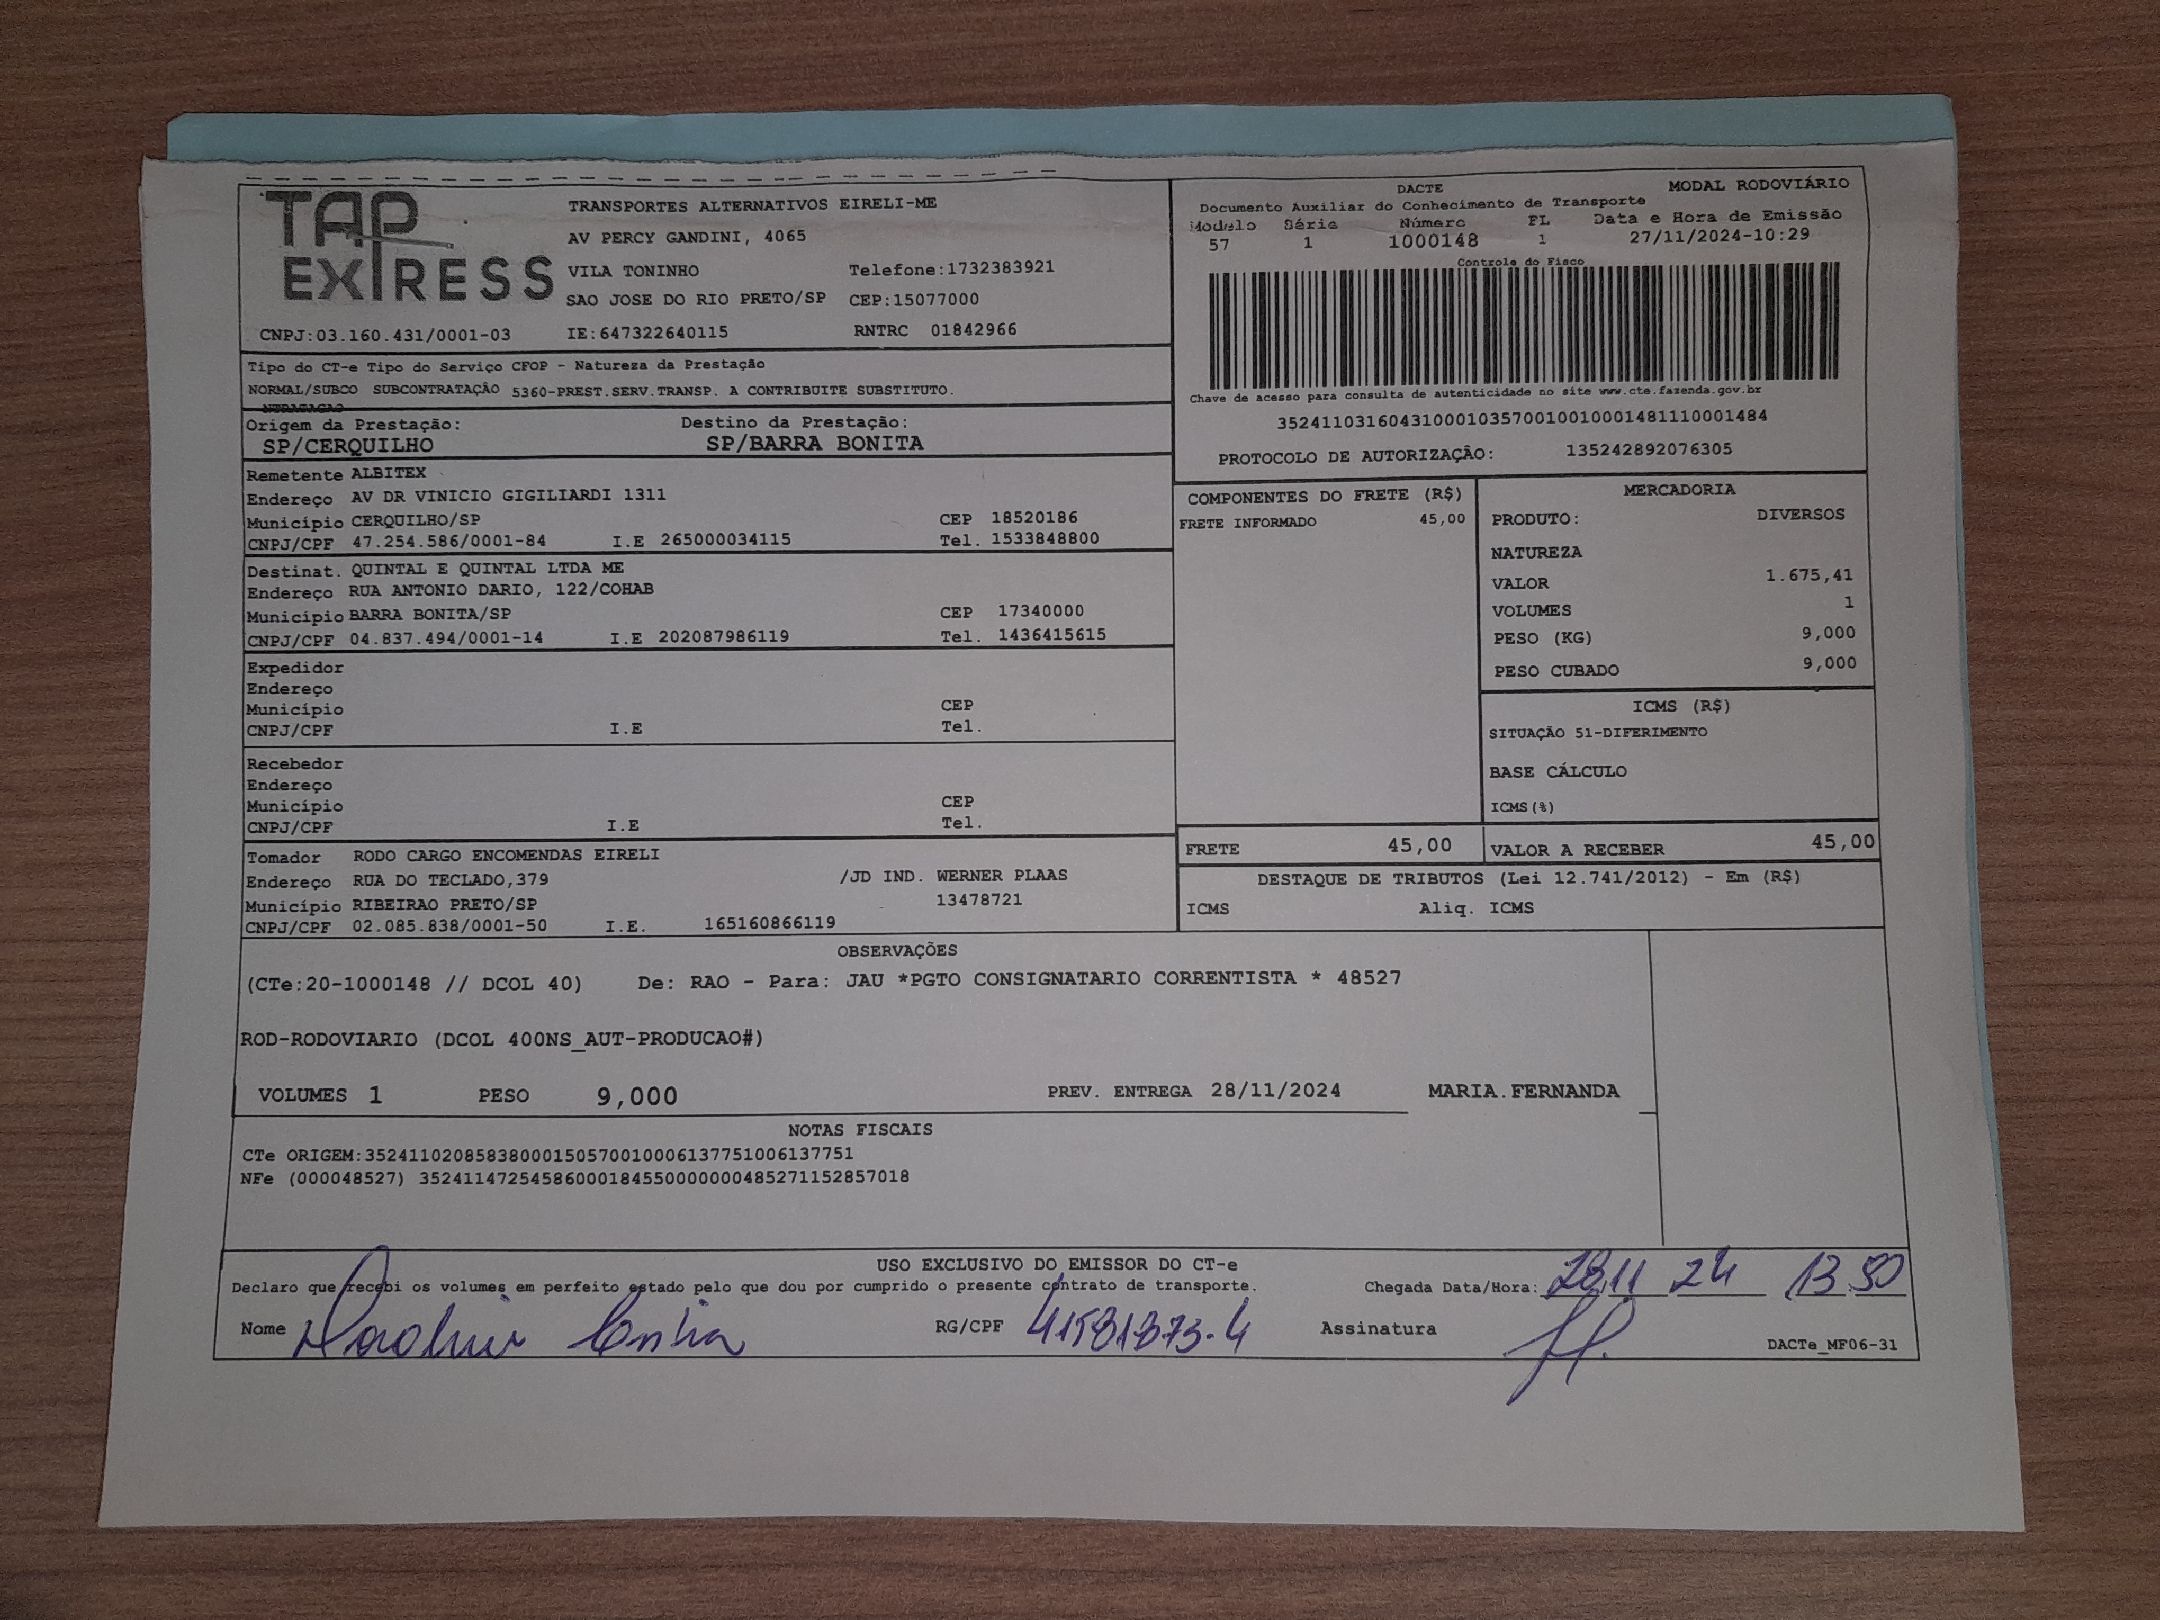 TAP EXPRESS
TRANSPORTES ALTERNATIVOS EIRELI-ME
AV PERCY GANDINI, 4065
VILA TONINHO Telefone:1732383921
SAO JOSE DO RIO PRETO/SP CEP:15077000
CNPJ:03.160.431/0001-03 IE:647322640115 RNTRC 01842966
DACTE MODAL RODOVIÁRIO
Documento Auxiliar do Conhecimento de Transporte
Modelo Série Número FL Data e Hora de Emissão
57 1 1000148 1 27/11/2024-10:29
Controle do Fisco
Chave de acesso para consulta de autenticidade no site www.cte.fazenda.gov.br
35241103160431000103570010010001481110001484
PROTOCOLO DE AUTORIZAÇÃO: 135242892076305
Tipo do CT-e Tipo do Serviço CFOP - Natureza da Prestação
NORMAL/SUBCO SUBCONTRATAÇÃO 5360-PREST.SERV.TRANSP. A CONTRIBUITE SUBSTITUTO.
NTRATACAO
Origem da Prestação: Destino da Prestação:
SP/CERQUILHO SP/BARRA BONITA
Remetente ALBITEX
Endereço AV DR VINICIO GIGILIARDI 1311
Município CERQUILHO/SP CEP 18520186
CNPJ/CPF 47.254.586/0001-84 I.E 265000034115 Tel. 1533848800
Destinat. QUINTAL E QUINTAL LTDA ME
Endereço RUA ANTONIO DARIO, 122/COHAB
Município BARRA BONITA/SP CEP 17340000
CNPJ/CPF 04.837.494/0001-14 I.E 202087986119 Tel. 1436415615
Expedidor
Endereço
Município CEP
CNPJ/CPF I.E Tel.
Recebedor
Endereço
Município CEP
CNPJ/CPF I.E Tel.
Tomador RODO CARGO ENCOMENDAS EIRELI
Endereço RUA DO TECLADO,379 /JD IND. WERNER PLAAS
Município RIBEIRAO PRETO/SP 13478721
CNPJ/CPF 02.085.838/0001-50 I.E. 165160866119
COMPONENTES DO FRETE (R$)
FRETE INFORMADO 45,00
MERCADORIA
PRODUTO: DIVERSOS
NATUREZA
VALOR 1.675,41
VOLUMES 1
PESO (KG) 9,000
PESO CUBADO 9,000
ICMS (R$)
SITUAÇÃO 51-DIFERIMENTO
BASE CÁLCULO
ICMS(%)
FRETE 45,00 VALOR A RECEBER 45,00
DESTAQUE DE TRIBUTOS (Lei 12.741/2012) - Em (R$)
ICMS Aliq. ICMS
OBSERVAÇÕES
(CTe:20-1000148 // DCOL 40) De: RAO - Para: JAU *PGTO CONSIGNATARIO CORRENTISTA * 48527
ROD-RODOVIARIO (DCOL 400NS_AUT-PRODUCAO#)
VOLUMES 1 PESO 9,000 PREV. ENTREGA 28/11/2024 MARIA.FERNANDA
NOTAS FISCAIS
CTe ORIGEM:35241102085838000150570010006137751006137751
NFe (000048527) 35241147254586000184550000000485271152857018
USO EXCLUSIVO DO EMISSOR DO CT-e
Declaro que recebi os volumes em perfeito estado pelo que dou por cumprido o presente contrato de transporte. Chegada Data/Hora: 28 11 24 13 50
Nome RG/CPF Assinatura
DACTe_MF06-31